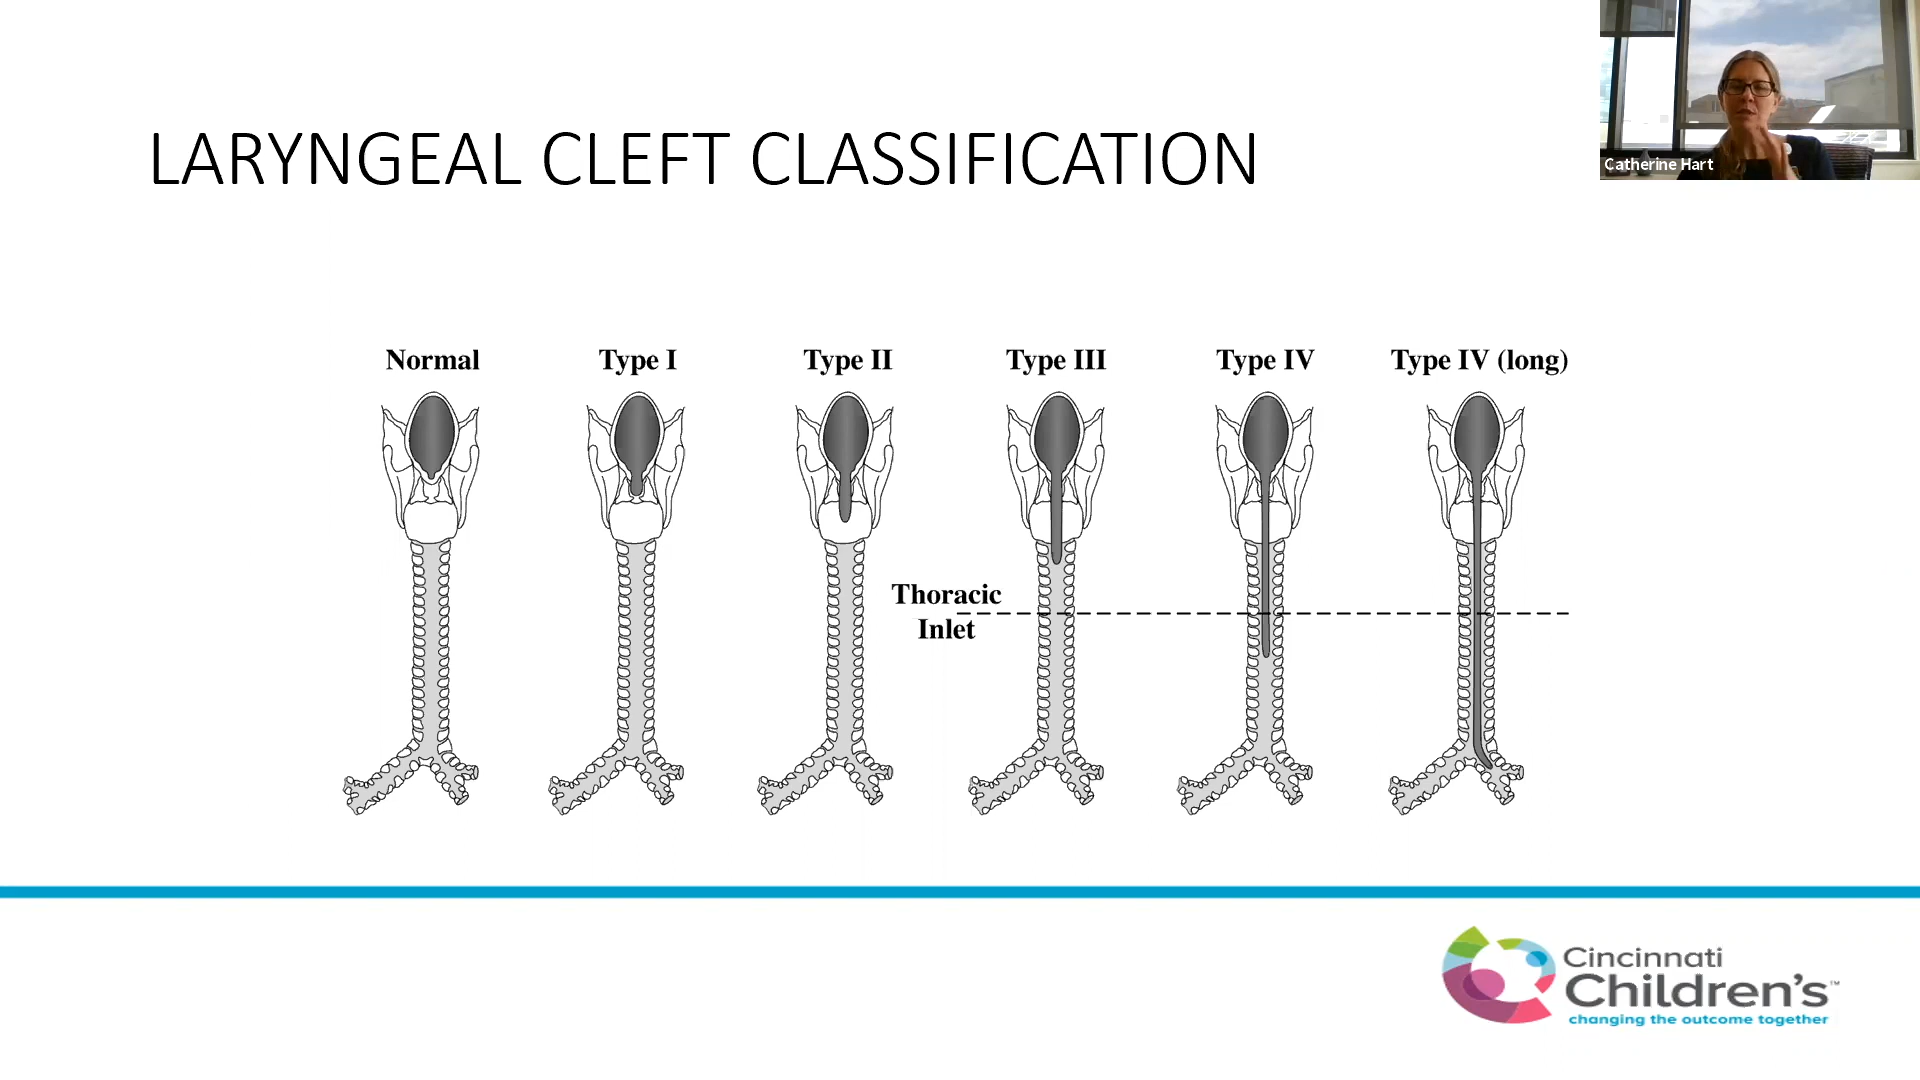 Catherine Hart
LARYNGEAL CLEFT CLASSIFICATION
Normal
Type I
Type II
Type III
Type IV
Type IV (long)
Thoracic
Inlet
Cincinnati
Children's™
changing the outcome together